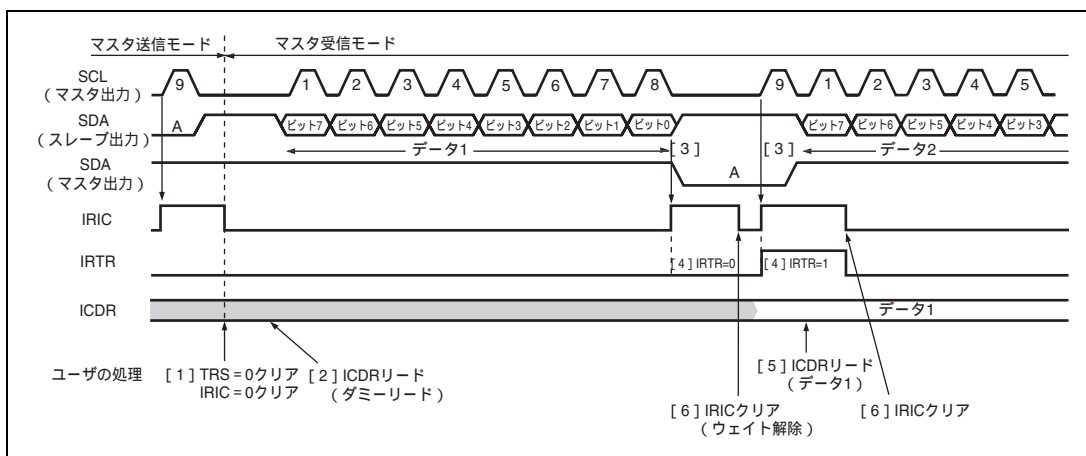 マスタ送信モード マスタ受信モード
SCL
（マスタ出力）
9 1 2 3 4 5 6 7 8 9 1 2 3 4 5
SDA
（スレーブ出力）
A ビット7 ビット6 ビット5 ビット4 ビット3 ビット2 ビット1 ビット0 ビット7 ビット6 ビット5 ビット4 ビット3
データ1 [3] [3] データ2
SDA
（マスタ出力）
A
IRIC
IRTR
[4] IRTR=0 [4] IRTR=1
ICDR
データ1
ユーザの処理
[1] TRS=0クリア
IRIC=0クリア
[2] ICDRリード
（ダミーリード）
[5] ICDRリード
（データ1）
[6] IRICクリア
（ウェイト解除）
[6] IRICクリア